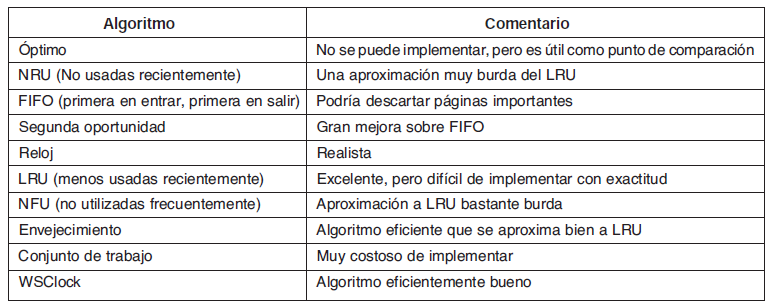 Algoritmo Comentario
Óptimo No se puede implementar, pero es útil como punto de comparación
NRU (No usadas recientemente) Una aproximación muy burda del LRU
FIFO (primera en entrar, primera en salir) Podría descartar páginas importantes
Segunda oportunidad Gran mejora sobre FIFO
Reloj Realista
LRU (menos usadas recientemente) Excelente, pero difícil de implementar con exactitud
NFU (no utilizadas frecuentemente) Aproximación a LRU bastante burda
Envejecimiento Algoritmo eficiente que se aproxima bien a LRU
Conjunto de trabajo Muy costoso de implementar
WSClock Algoritmo eficientemente bueno